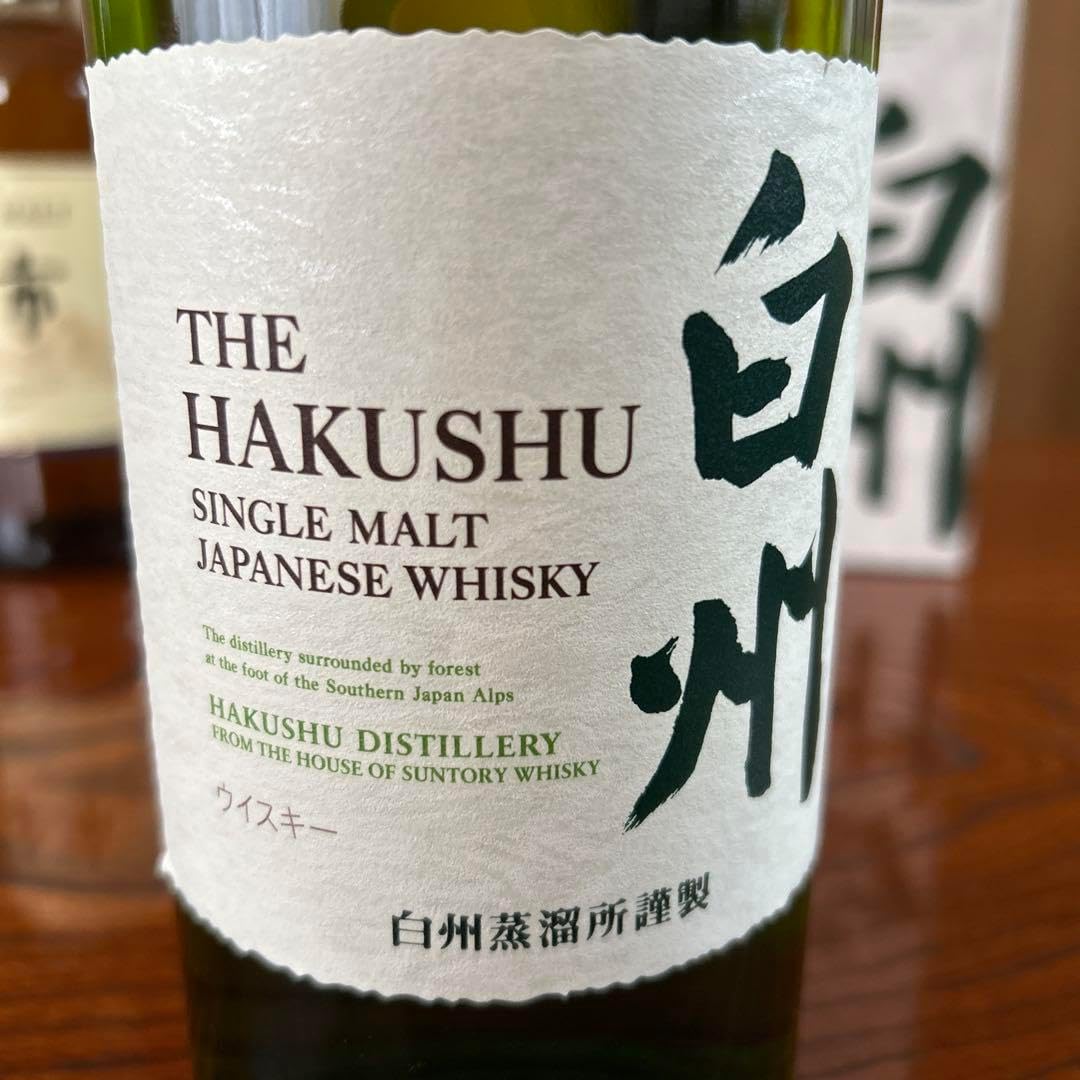 THE
HAKUSHU
SINGLE MALT
JAPANESE WHISKY
The distillery surrounded by forest
at the foot of the Southern Japan Alps
HAKUSHU DISTILLERY
FROM THE HOUSE OF SUNTORY WHISKY
ウイスキー
白州
白州蒸溜所謹製
白州